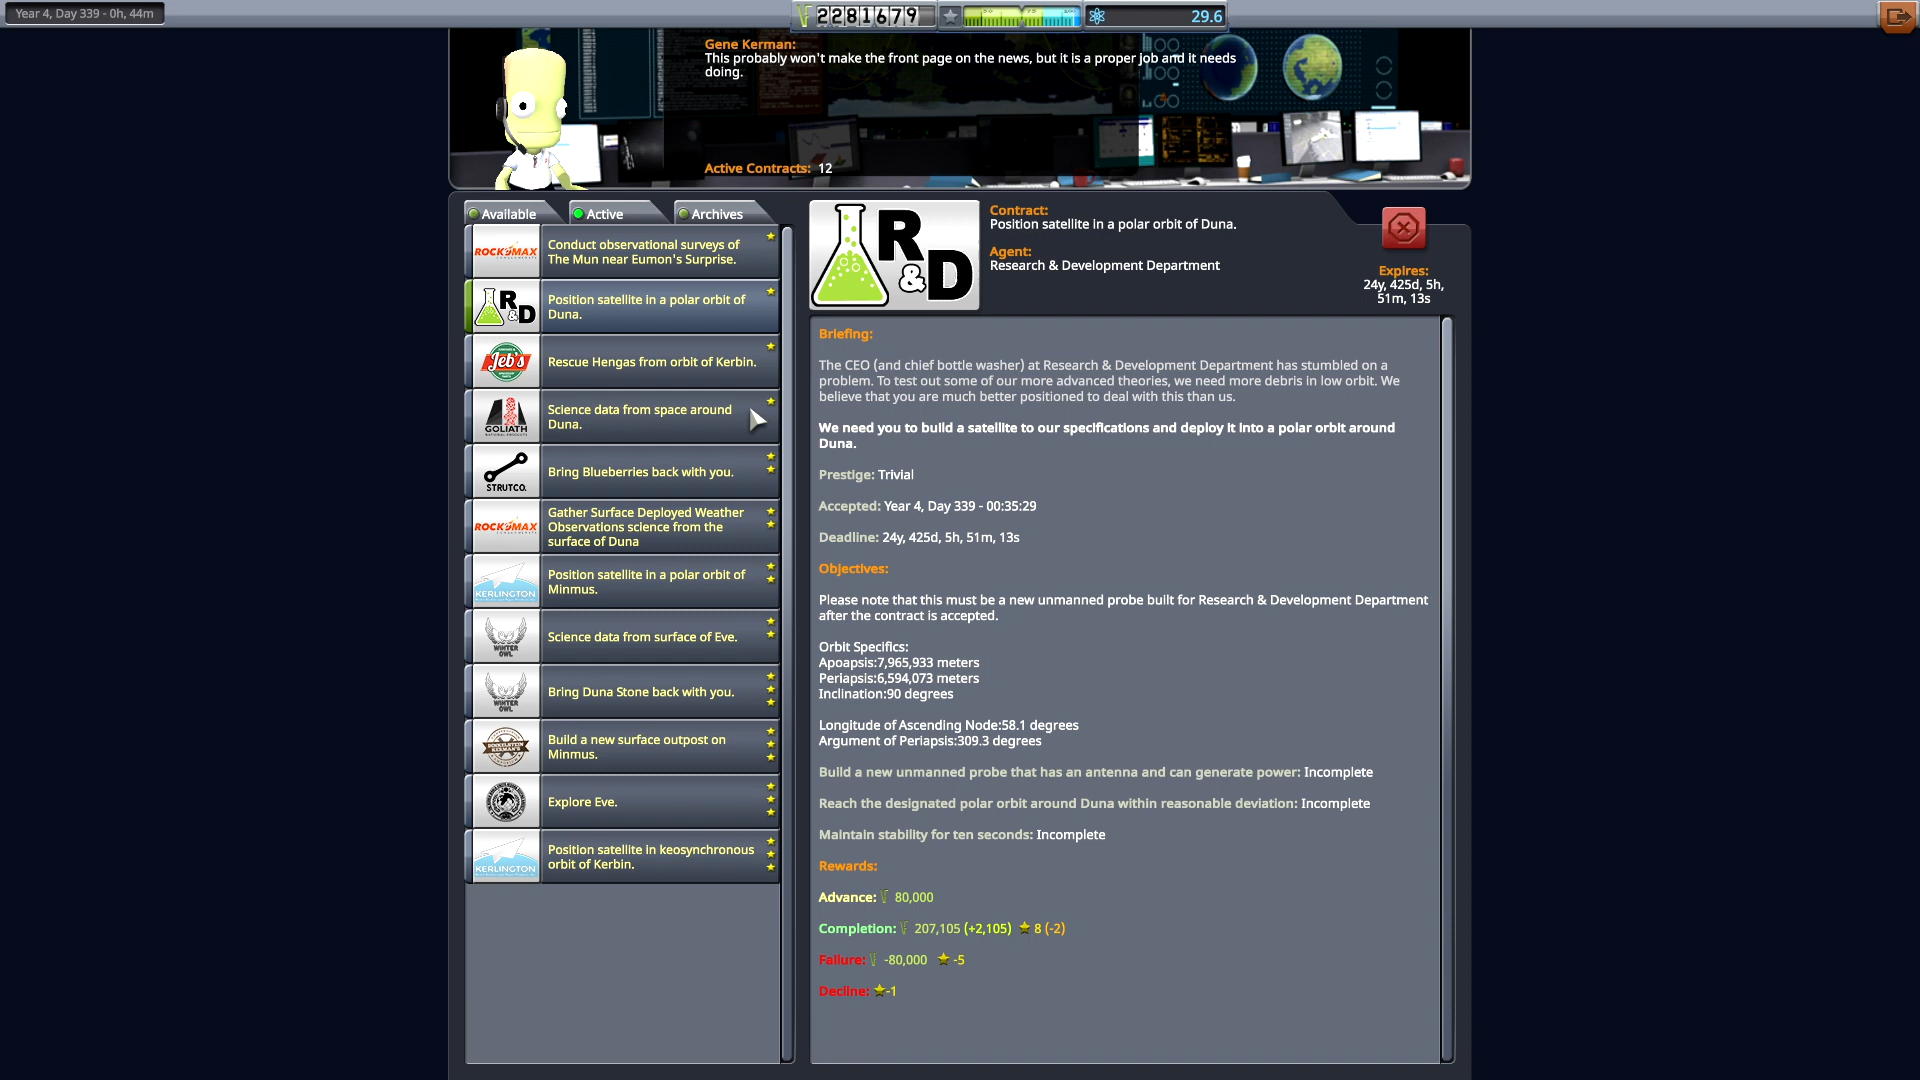 Year 4, Day 339 - 0h, 44m
2281679
29.6
Gene Kerman:
This probably won't make the front page on the news, but it is a proper job and it needs
doing.
Active Contracts: 12
Available
Active
Archives
ROCKOMAX
Conduct observational surveys of
The Mun near Eumon's Surprise.
R&D
Position satellite in a polar orbit of
Duna.
Jeb's
Rescue Hengas from orbit of Kerbin.
GOLIATH
NATIONAL PRODUCTS
Science data from space around
Duna.
STRUTCO.
Bring Blueberries back with you.
ROCKOMAX
Gather Surface Deployed Weather
Observations science from the
surface of Duna
KERLINGTON
Position satellite in a polar orbit of
Minmus.
WINTER
OWL
Science data from surface of Eve.
WINTER
OWL
Bring Duna Stone back with you.
Build a new surface outpost on
Minmus.
Explore Eve.
KERLINGTON
Position satellite in keosynchronous
orbit of Kerbin.
R&D
Contract:
Position satellite in a polar orbit of Duna.
Agent:
Research & Development Department
Expires:
24y, 425d, 5h,
51m, 13s
Briefing:
The CEO (and chief bottle washer) at Research & Development Department has stumbled on a
problem. To test out some of our more advanced theories, we need more debris in low orbit. We
believe that you are much better positioned to deal with this than us.
We need you to build a satellite to our specifications and deploy it into a polar orbit around
Duna.
Prestige: Trivial
Accepted: Year 4, Day 339 - 00:35:29
Deadline: 24y, 425d, 5h, 51m, 13s
Objectives:
Please note that this must be a new unmanned probe built for Research & Development Department
after the contract is accepted.
Orbit Specifics:
Apoapsis:7,965,933 meters
Periapsis:6,594,073 meters
Inclination:90 degrees
Longitude of Ascending Node:58.1 degrees
Argument of Periapsis:309.3 degrees
Build a new unmanned probe that has an antenna and can generate power: Incomplete
Reach the designated polar orbit around Duna within reasonable deviation: Incomplete
Maintain stability for ten seconds: Incomplete
Rewards:
Advance: 80,000
Completion: 207,105 (+2,105) 8 (-2)
Failure: -80,000 -5
Decline: -1